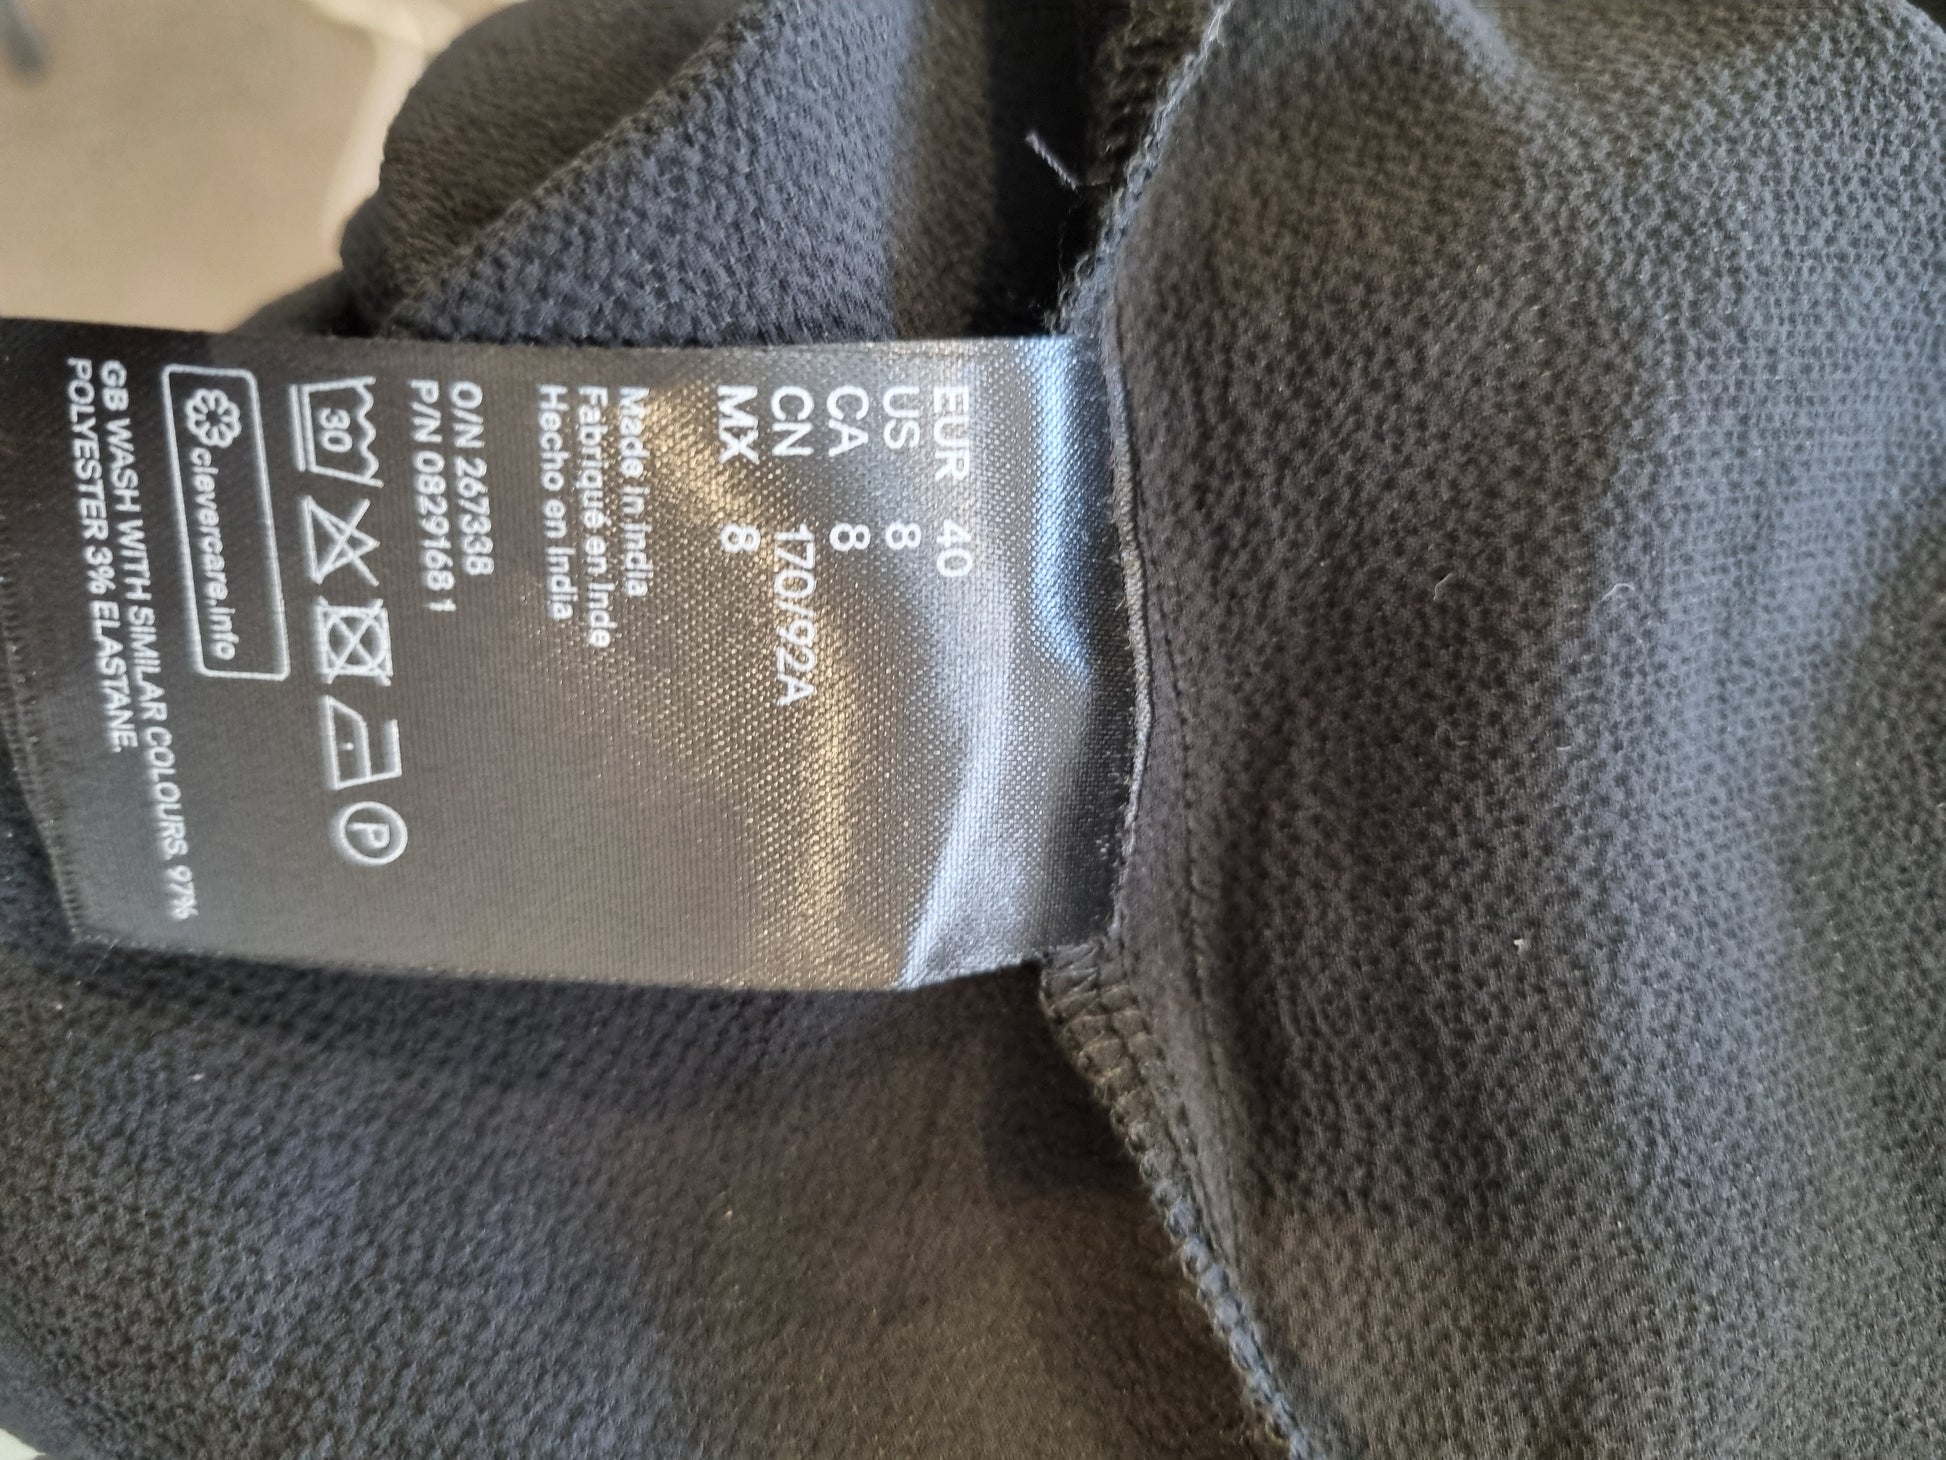 EUR 40
US 8
CA 8
CN 170/92A
MX 8
Made in India
Fabriqué en Inde
Hecho en India
O/N 267338
P/N 0829168 1
30
P
clevercare.info
GB WASH WITH SIMILAR COLOURS. 97%
POLYESTER 3% ELASTANE.